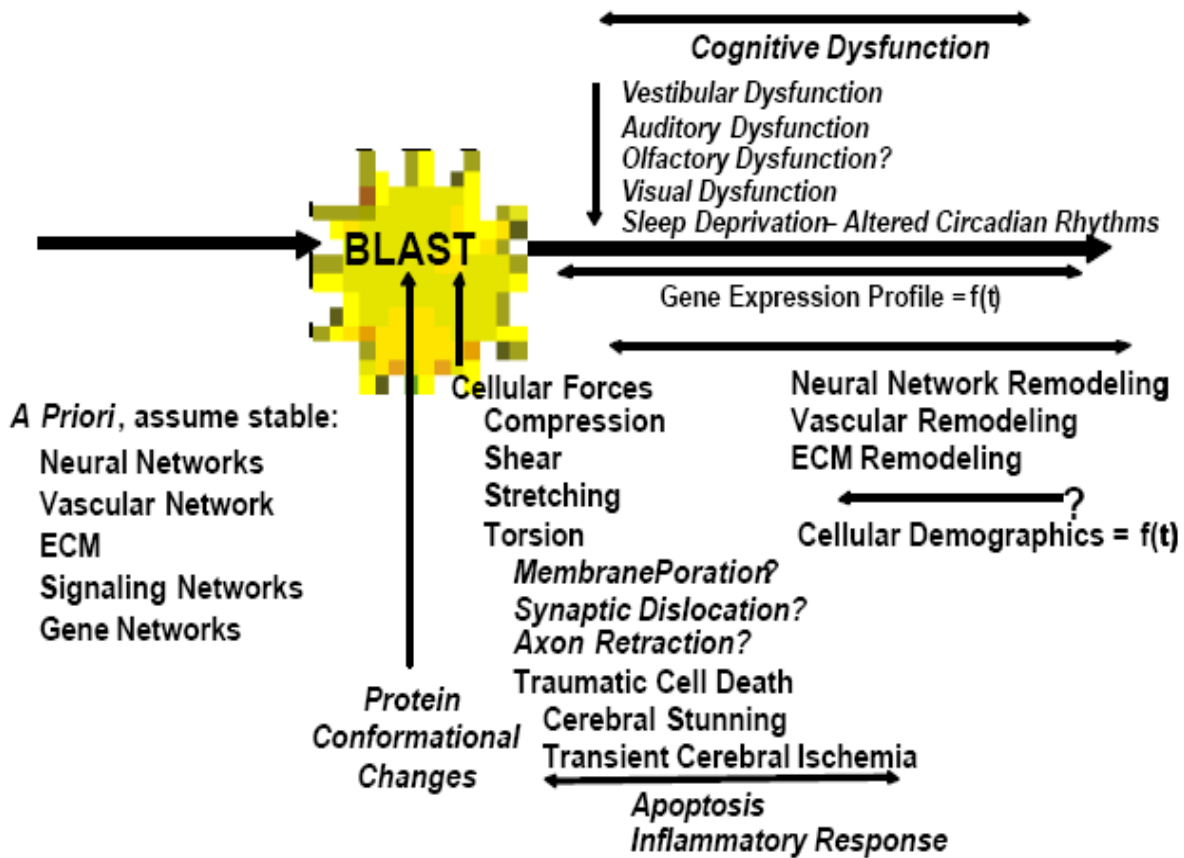 Cognitive Dysfunction
Vestibular Dysfunction
Auditory Dysfunction
Olfactory Dysfunction?
Visual Dysfunction
Sleep Deprivation– Altered Circadian Rhythms
BLAST
Gene Expression Profile = f(t)
A Priori, assume stable:
Neural Networks
Vascular Network
ECM
Signaling Networks
Gene Networks
Protein
Conformational
Changes
Cellular Forces
Compression
Shear
Stretching
Torsion
MembranePoration?
Synaptic Dislocation?
Axon Retraction?
Traumatic Cell Death
Cerebral Stunning
Transient Cerebral Ischemia
Apoptosis
Inflammatory Response
Neural Network Remodeling
Vascular Remodeling
ECM Remodeling
?
Cellular Demographics = f(t)